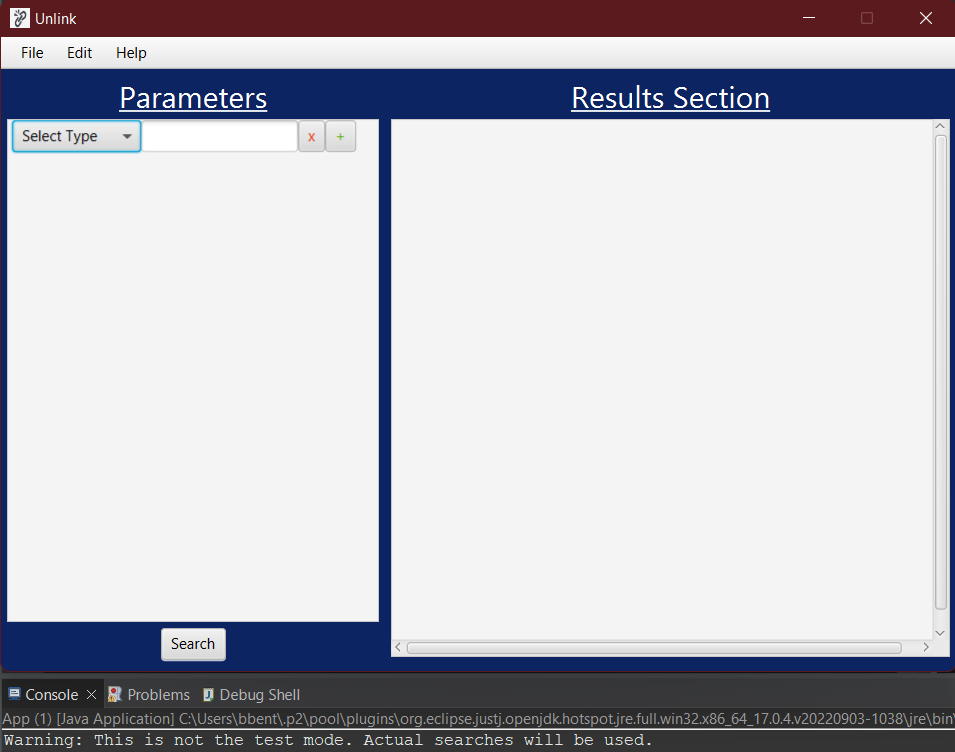 Unlink
File Edit Help
Parameters Results Section
Select Type x +
Search
Console Problems Debug Shell
App (1) [Java Application] C:\Users\bbent\.p2\pool\plugins\org.eclipse.justj.openjdk.hotspot.jre.full.win32.x86_64_17.0.4.v20220903-1038\jre\bin\
Warning: This is not the test mode. Actual searches will be used.